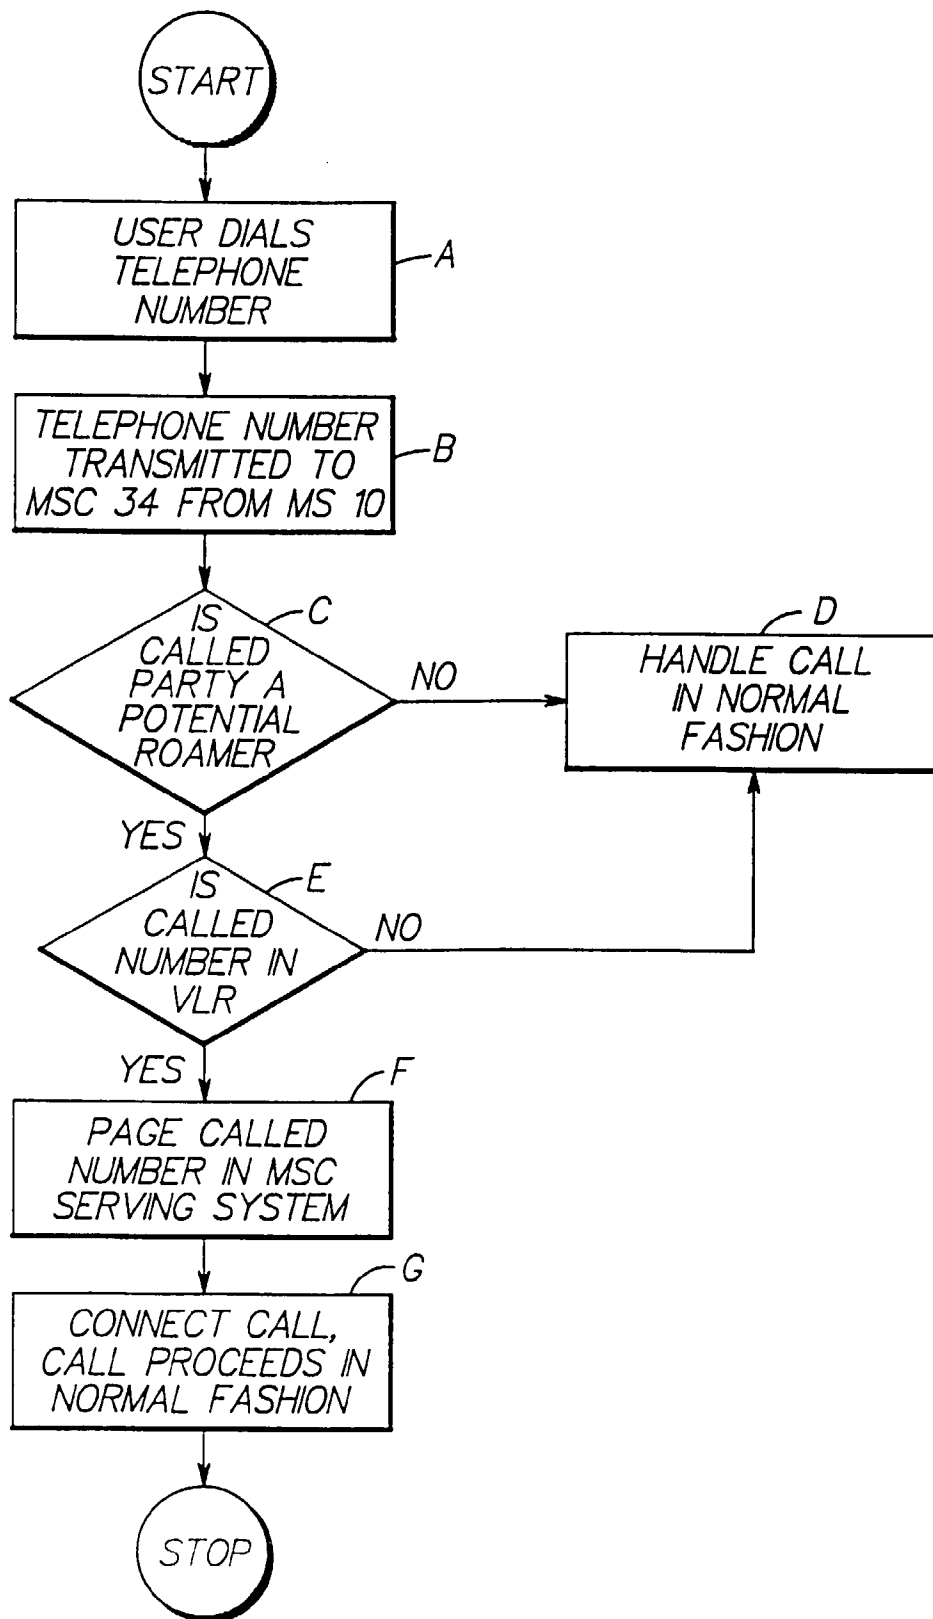 START
USER DIALS
TELEPHONE
NUMBER
A
TELEPHONE NUMBER
TRANSMITTED TO
MSC 34 FROM MS 10
B
IS
CALLED
PARTY A
POTENTIAL
ROAMER
C
NO
HANDLE CALL
IN NORMAL
FASHION
D
YES
IS
CALLED
NUMBER IN
VLR
E
NO
YES
PAGE CALLED
NUMBER IN MSC
SERVING SYSTEM
F
CONNECT CALL,
CALL PROCEEDS IN
NORMAL FASHION
G
STOP